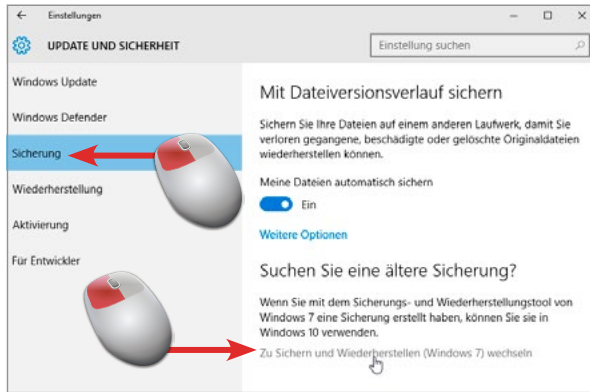 Einstellungen
UPDATE UND SICHERHEIT
Einstellung suchen
Windows Update
Windows Defender
Sicherung
Wiederherstellung
Aktivierung
Für Entwickler
Mit Dateiversionsverlauf sichern
Sichern Sie Ihre Dateien auf einem anderen Laufwerk, damit Sie
verloren gegangene, beschädigte oder gelöschte Originaldateien
wiederherstellen können.
Meine Dateien automatisch sichern
Ein
Weitere Optionen
Suchen Sie eine ältere Sicherung?
Wenn Sie mit dem Sicherungs- und Wiederherstellungstool von
Windows 7 eine Sicherung erstellt haben, können Sie sie in
Windows 10 verwenden.
Zu Sichern und Wiederherstellen (Windows 7) wechseln